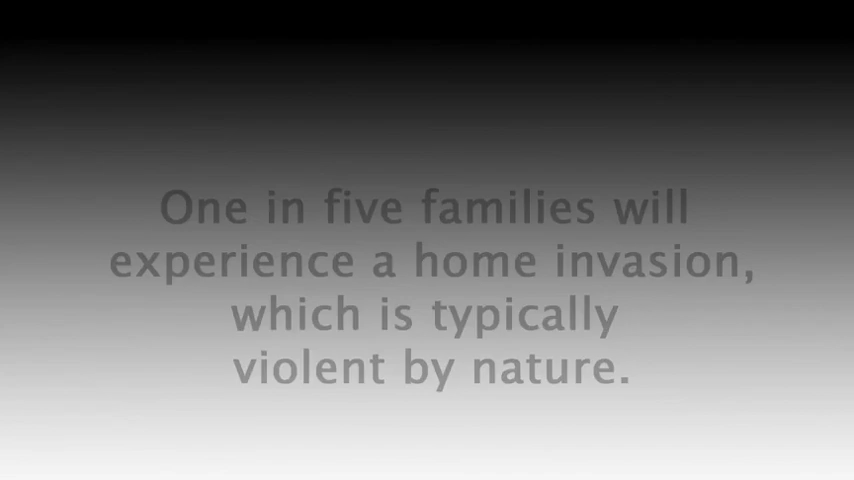 One in five families will
experience a home invasion,
which is typically
violent by nature.